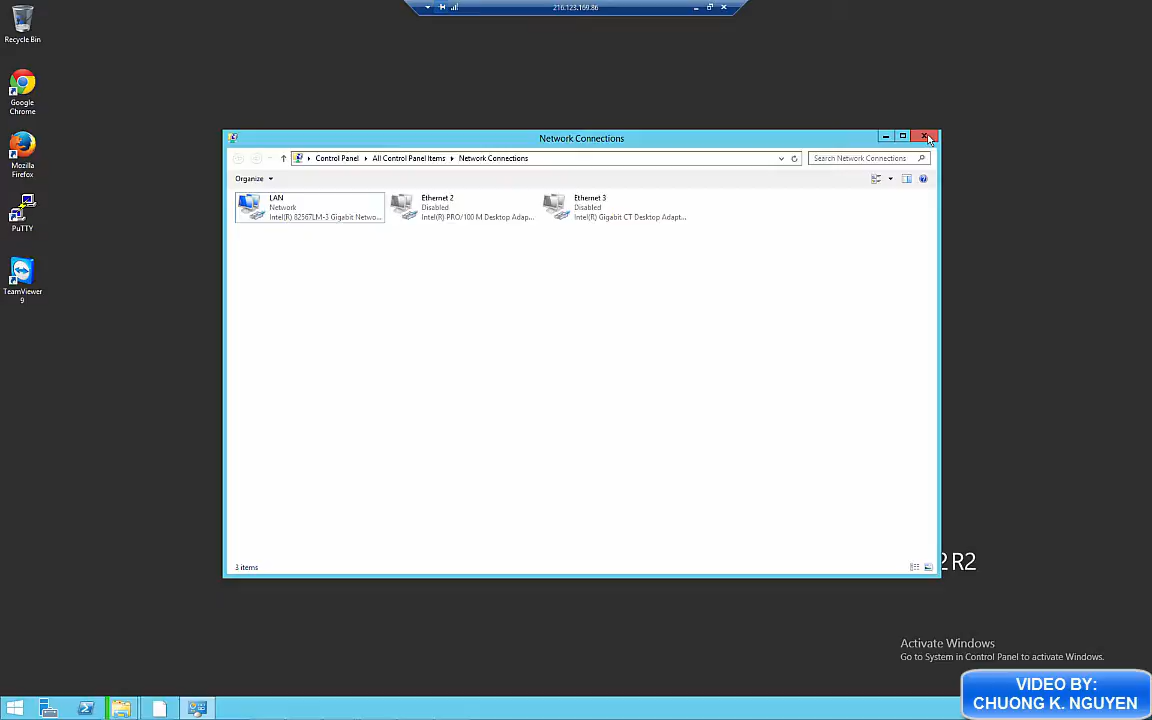 216.123.169.86
Recycle Bin
Google
Chrome
Mozilla
Firefox
PuTTY
TeamViewer
9
Network Connections
Control Panel
All Control Panel Items
Network Connections
Search Network Connections
Organize
LAN
Network
Intel(R) 82567LM-3 Gigabit Netwo...
Ethernet 2
Disabled
Intel(R) PRO/100 M Desktop Adap...
Ethernet 3
Disabled
Intel(R) Gigabit CT Desktop Adapt...
3 items
2 R2
Activate Windows
Go to System in Control Panel to activate Windows.
VIDEO BY:
CHUONG K. NGUYEN